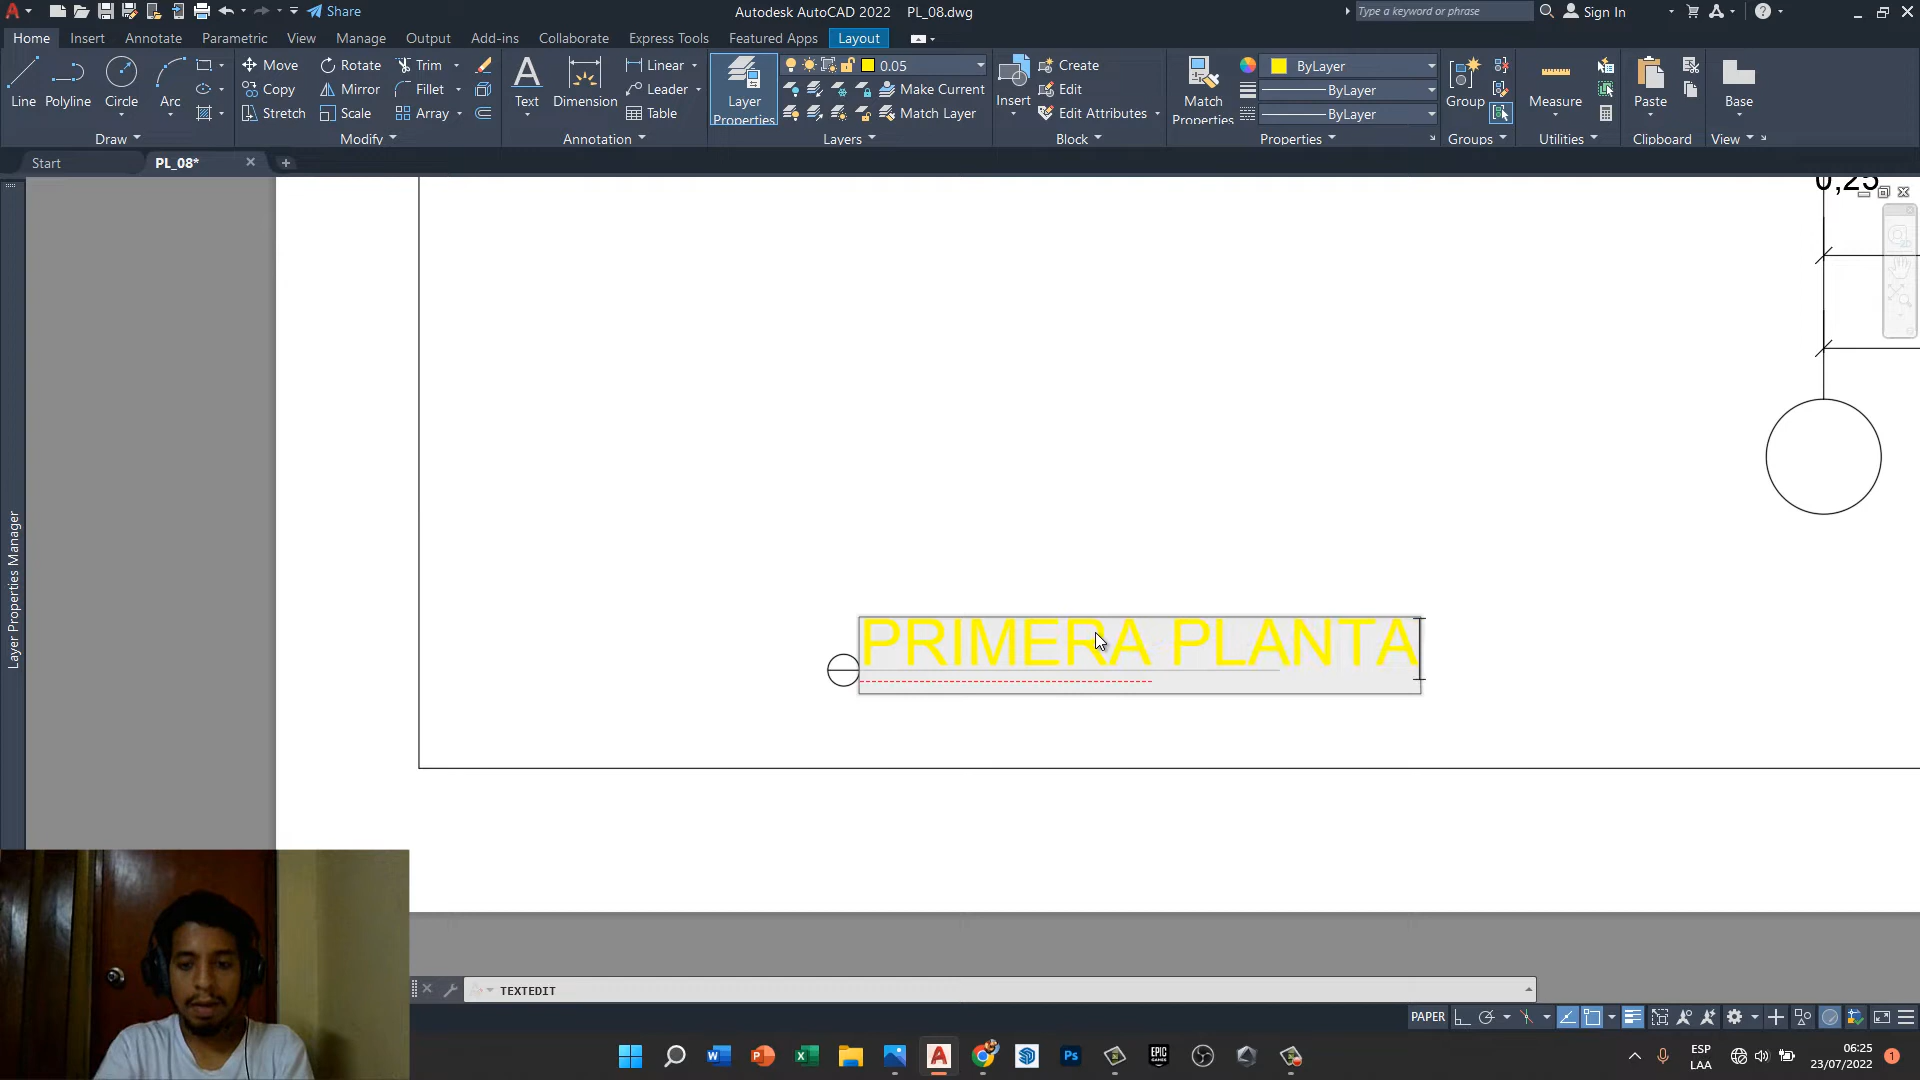 Share
Autodesk AutoCAD 2022 PL_08.dwg
Type a keyword or phrase
Sign In
Home Insert Annotate Parametric View Manage Output Add-ins Collaborate Express Tools Featured Apps Layout
Line
Polyline
Circle
Arc
Draw
Move Rotate Trim
Copy Mirror Fillet
Stretch Scale Array
Modify
Text
Dimension
Linear
Leader
Table
Annotation
Layer Properties
0.05
Make Current
Match Layer
Layers
Insert
Create
Edit
Edit Attributes
Block
Match Properties
ByLayer
ByLayer
ByLayer
Properties
Group
Groups
Measure
Utilities
Paste
Clipboard
Base
View
Start
PL_08*
0,25
Layer Properties Manager
PRIMERA PLANTA
TEXTEDIT
PAPER
ESP
LAA
06:25
23/07/2022
1